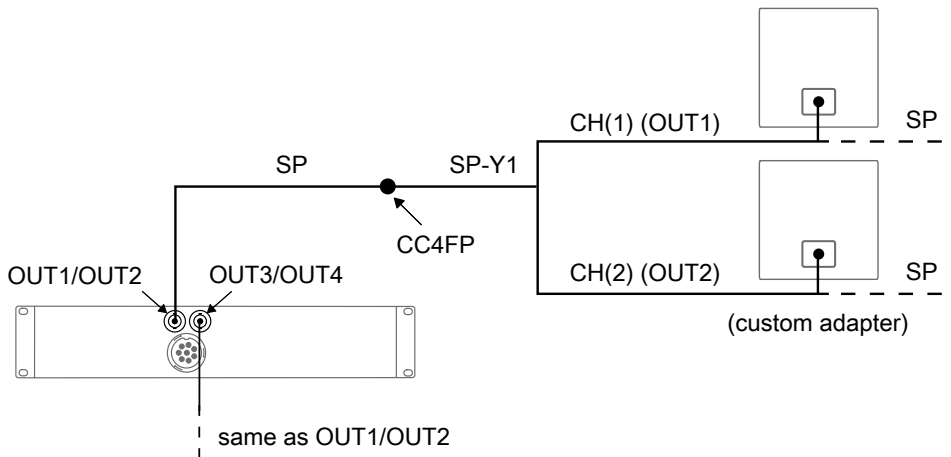 CH(1) (OUT1)
SP
SP
SP-Y1
CC4FP
OUT1/OUT2
OUT3/OUT4
CH(2) (OUT2)
SP
(custom adapter)
same as OUT1/OUT2